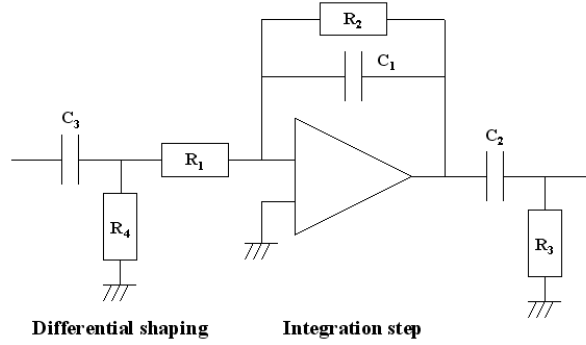 R2
C1
C3
R1
C2
R4
R3
Differential shaping
Integration step